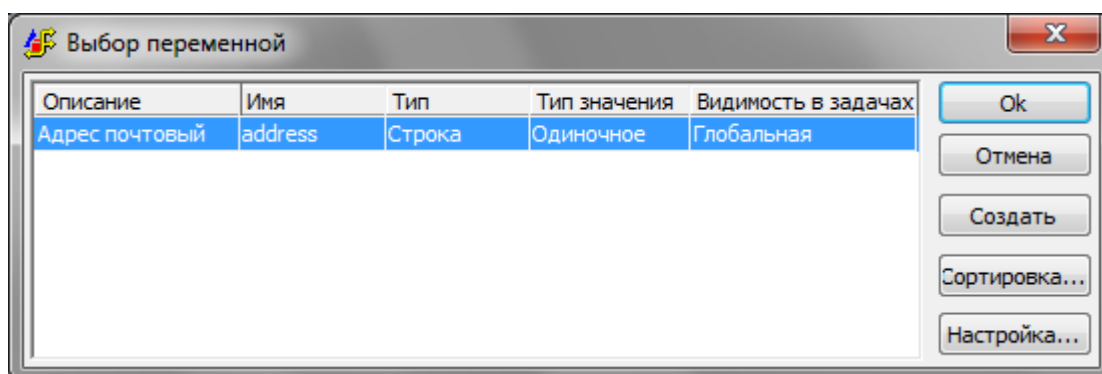 Выбор переменной
Описание Имя Тип Тип значения Видимость в задачах
Адрес почтовый address Строка Одиночное Глобальная
Ok
Отмена
Создать
Сортировка...
Настройка...